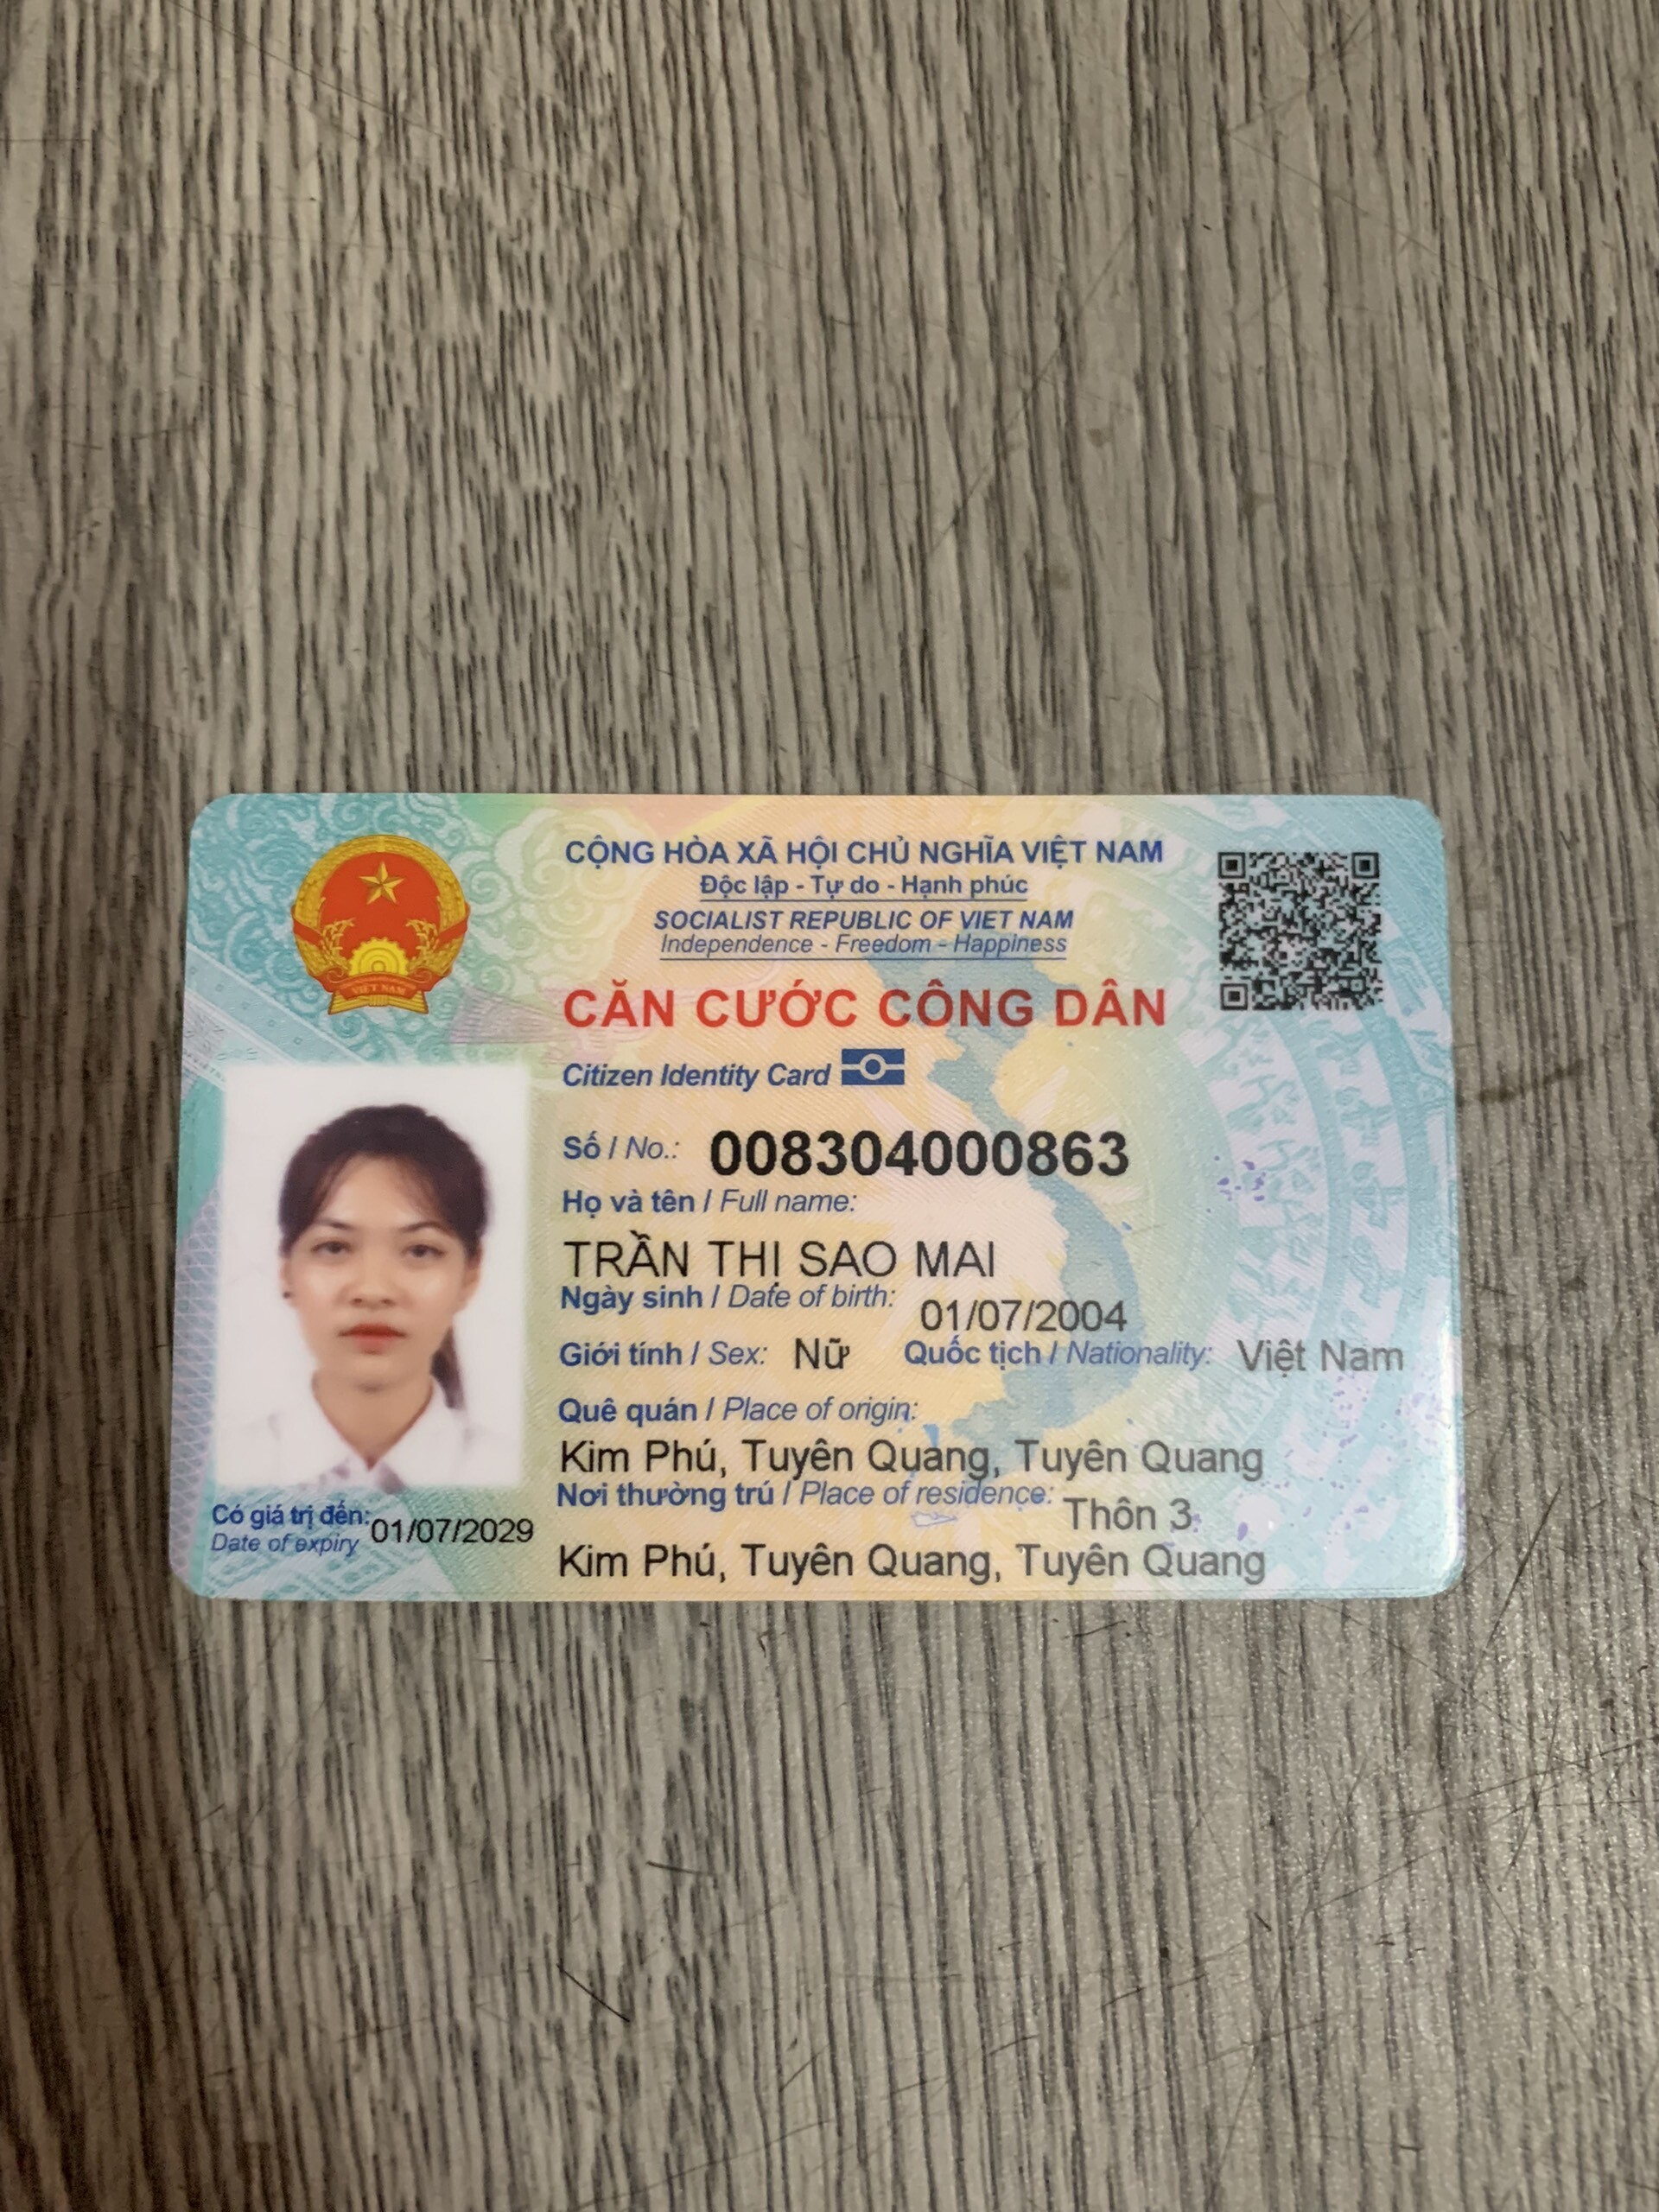 CỘNG HÒA XÃ HỘI CHỦ NGHĨA VIỆT NAM
Độc lập - Tự do - Hạnh phúc
SOCIALIST REPUBLIC OF VIET NAM
Independence - Freedom - Happiness
VIỆT NAM
CĂN CƯỚC CÔNG DÂN
Citizen Identity Card
Số / No.: 008304000863
Họ và tên / Full name:
TRẦN THỊ SAO MAI
Ngày sinh / Date of birth: 01/07/2004
Giới tính / Sex: Nữ Quốc tịch / Nationality: Việt Nam
Quê quán / Place of origin:
Kim Phú, Tuyên Quang, Tuyên Quang
Nơi thường trú / Place of residence: Thôn 3
Kim Phú, Tuyên Quang, Tuyên Quang
Có giá trị đến: 01/07/2029
Date of expiry